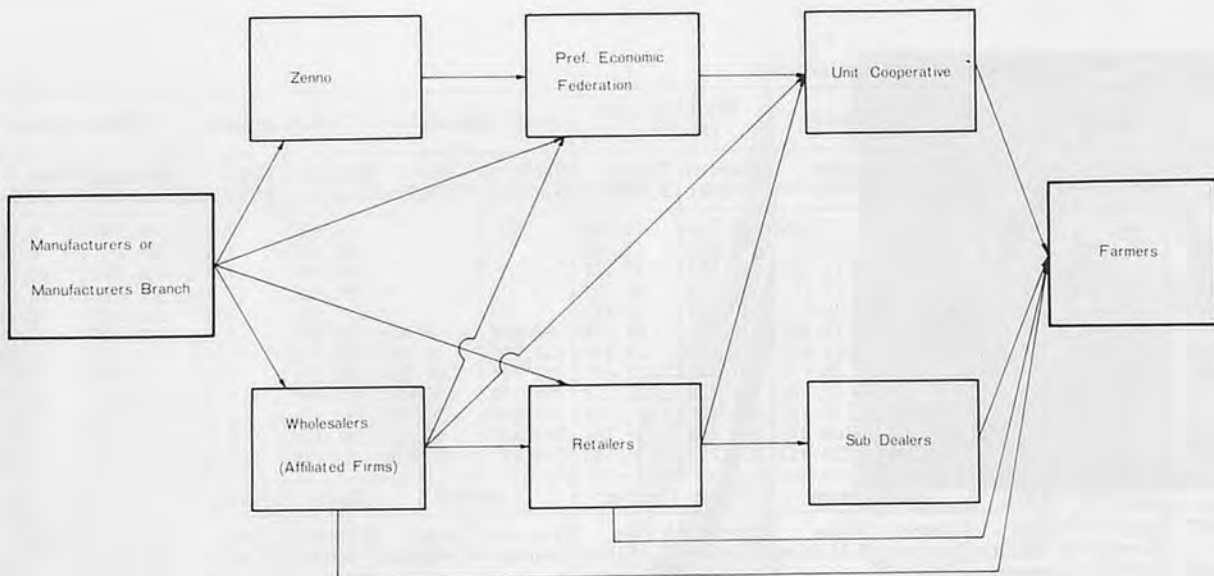 Zenno
Pref. Economic
Federation
Unit Cooperative
Manufacturers or
Manufacturers Branch
Farmers
Wholesalers
(Affiliated Firms)
Retailers
Sub Dealers